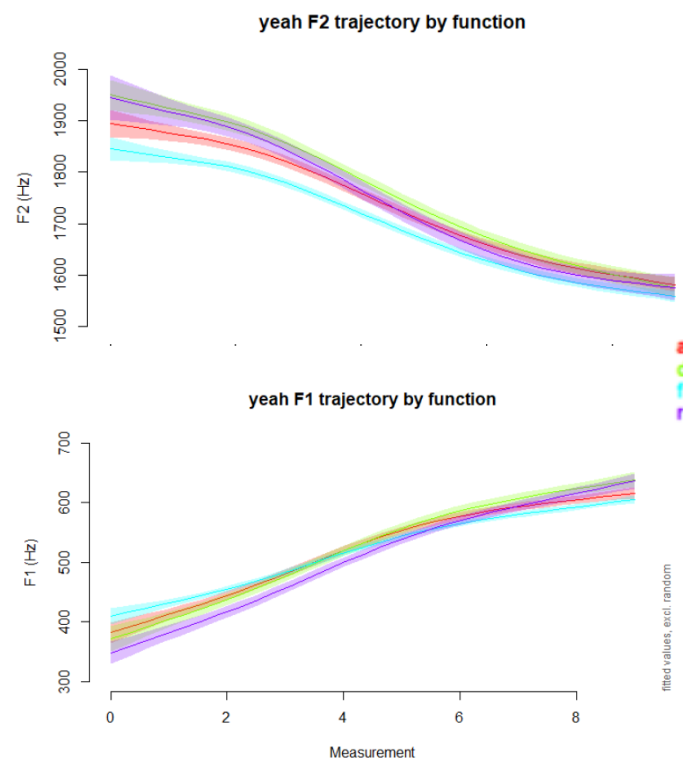 yeah F2 trajectory by function
2000
1900
1800
1700
1600
1500
F2 (Hz)
yeah F1 trajectory by function
700
600
500
400
300
F1 (Hz)
fitted values, excl. random
0 2 4 6 8
Measurement